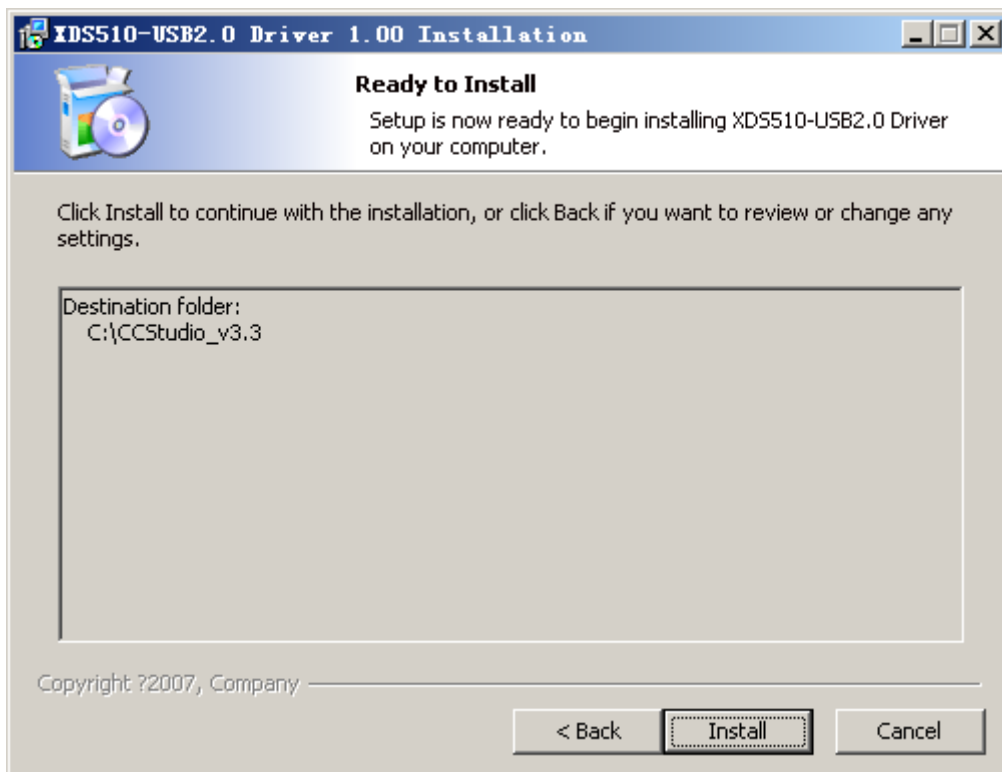 XDS510-USB2.0 Driver 1.00 Installation
Ready to Install
Setup is now ready to begin installing XDS510-USB2.0 Driver
on your computer.
Click Install to continue with the installation, or click Back if you want to review or change any
settings.
Destination folder:
C:\CCStudio_v3.3
Copyright ?2007, Company
< Back
Install
Cancel